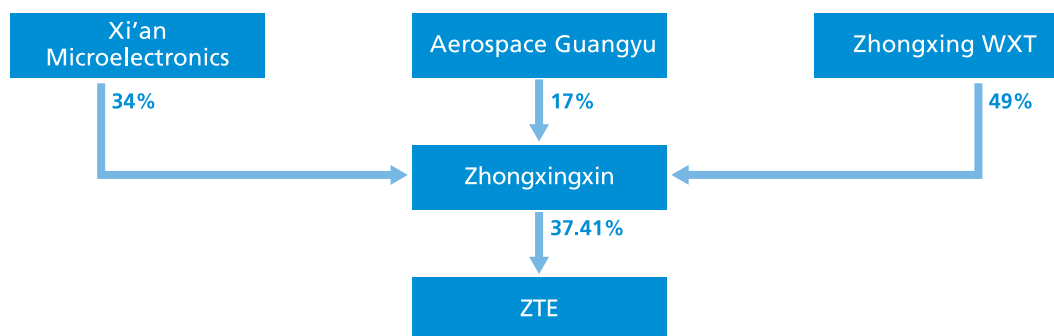 Xi’an
Microelectronics
Aerospace Guangyu
Zhongxing WXT
34%
17%
49%
Zhongxingxin
37.41%
ZTE